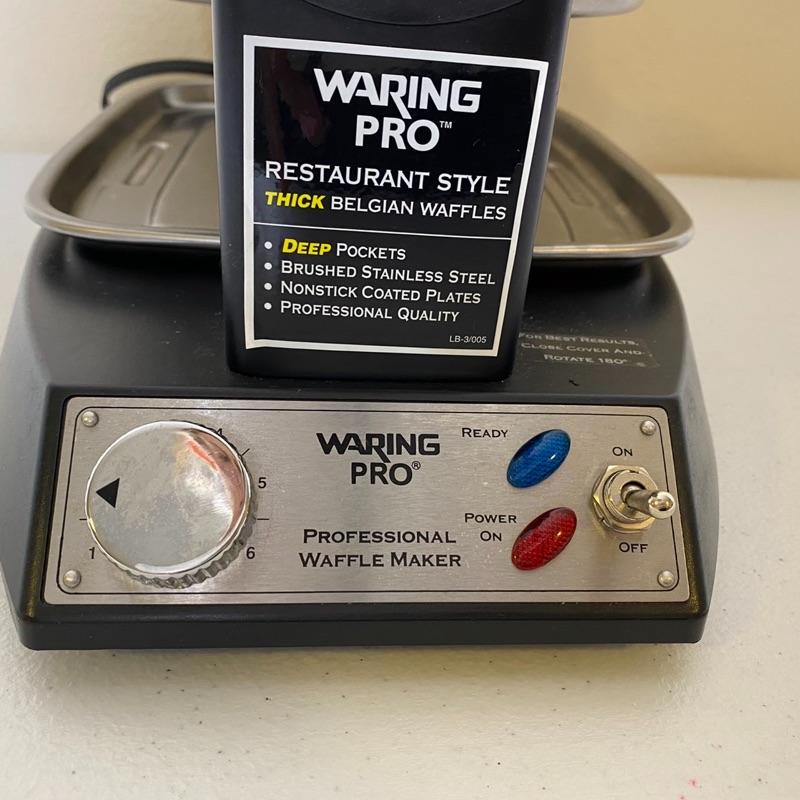 WARING
PRO™
RESTAURANT STYLE
THICK BELGIAN WAFFLES
• DEEP POCKETS
• BRUSHED STAINLESS STEEL
• NONSTICK COATED PLATES
• PROFESSIONAL QUALITY
LB-3/005
FOR BEST RESULTS,
CLOSE COVER AND
ROTATE 180°
4
5
6
1
WARING
PRO®
PROFESSIONAL
WAFFLE MAKER
READY
POWER
ON
ON
OFF